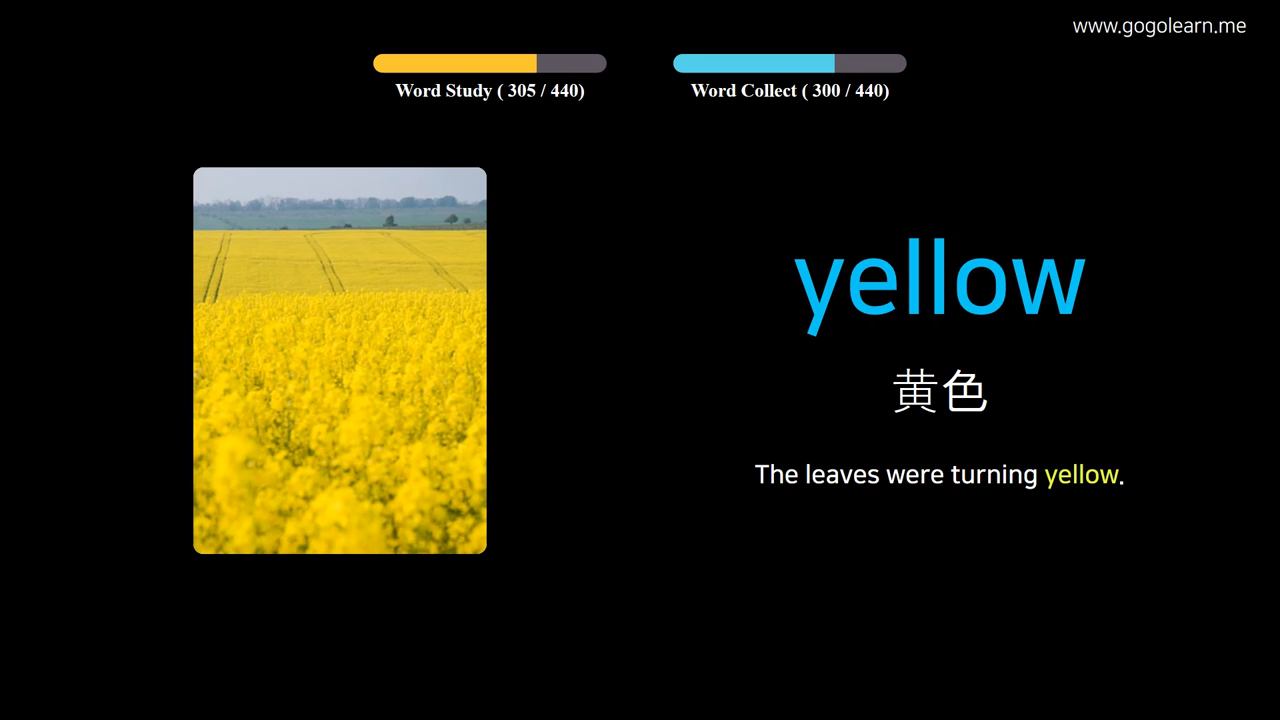 www.gogolearn.me
Word Study ( 305 / 440)
Word Collect ( 300 / 440)
yellow
黄色
The leaves were turning yellow.